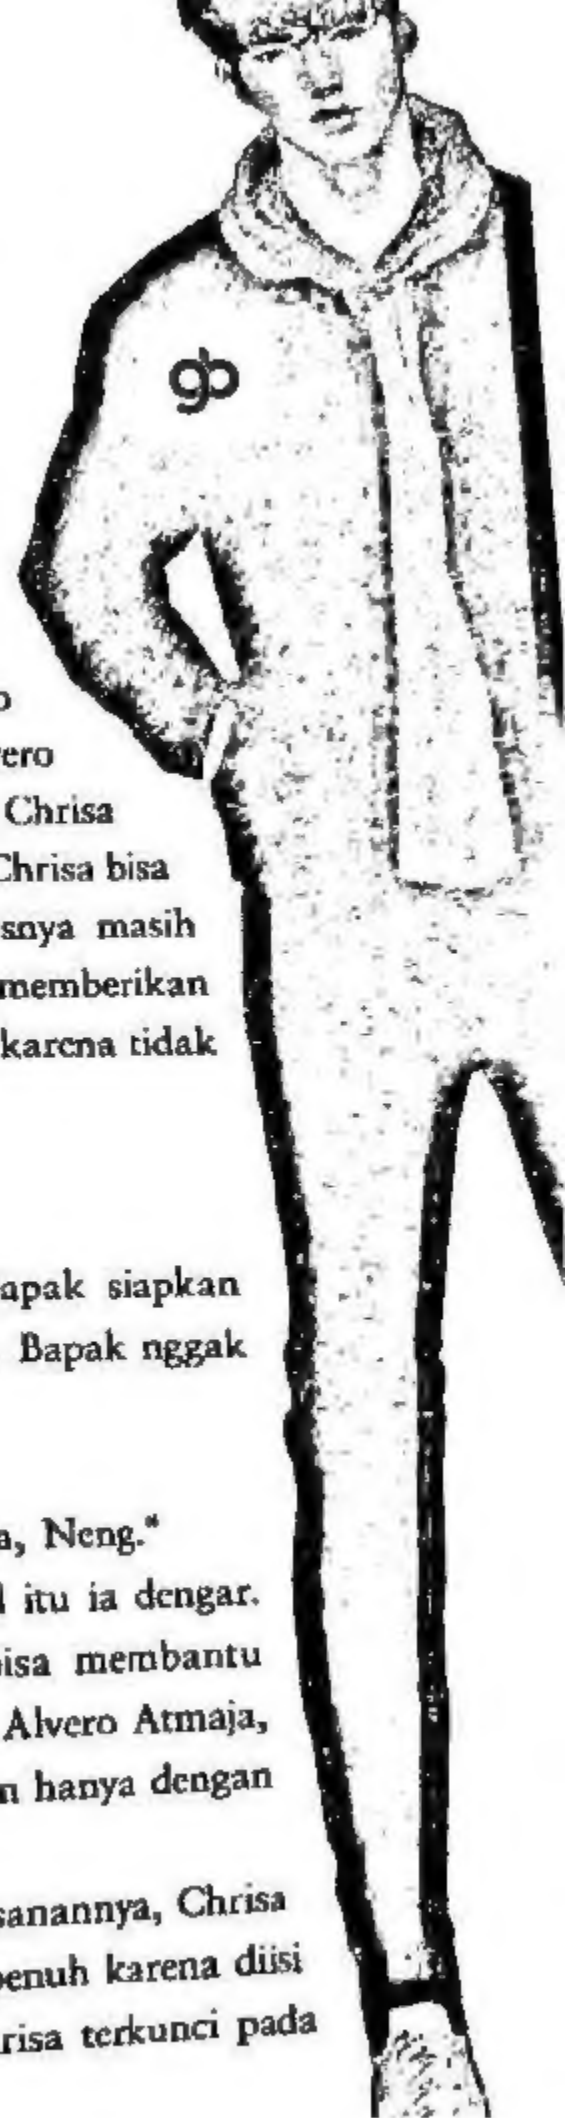 gb
ero
Chrisa
Chrisa bisa
snya masih
memberikan
karena tidak
apak siapkan
Bapak nggak
a, Neng."
itu ia dengar.
isa membantu
Alvero Atmaja,
n hanya dengan
sanannya, Chrisa
penuh karena diisi
risa terkunci pada